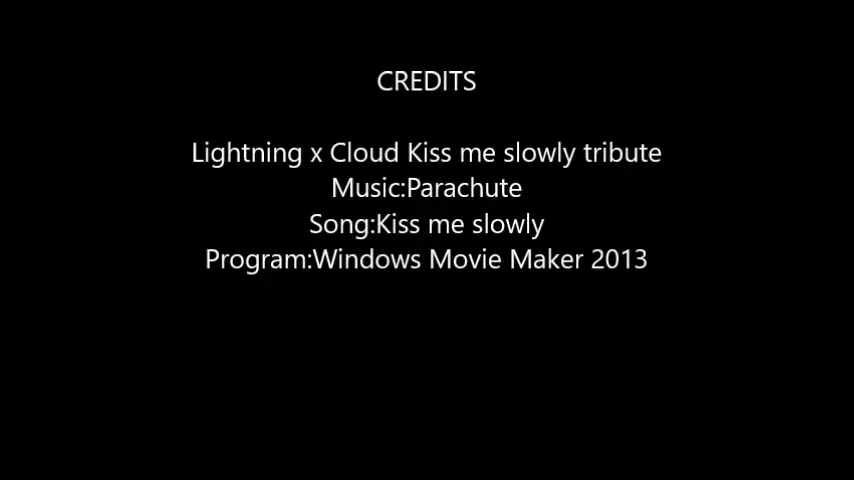 CREDITS
Lightning x Cloud Kiss me slowly tribute
Music:Parachute
Song:Kiss me slowly
Program:Windows Movie Maker 2013